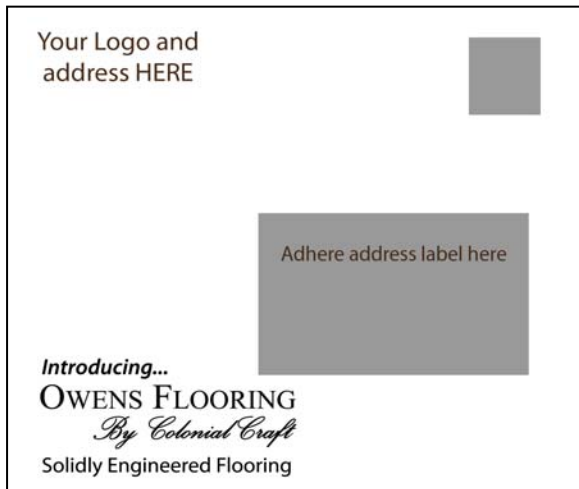 Your Logo and
address HERE
Adhere address label here
Introducing...
OWENS FLOORING
By Colonial Craft
Solidly Engineered Flooring